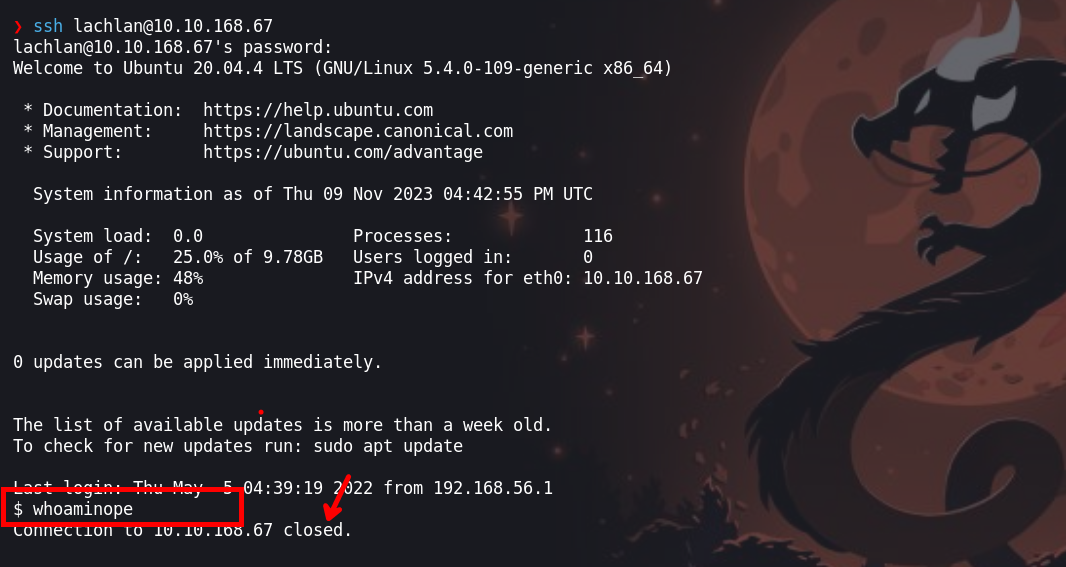 ❯ ssh lachlan@10.10.168.67
lachlan@10.10.168.67's password:
Welcome to Ubuntu 20.04.4 LTS (GNU/Linux 5.4.0-109-generic x86_64)
* Documentation:  https://help.ubuntu.com
* Management:     https://landscape.canonical.com
* Support:        https://ubuntu.com/advantage
System information as of Thu 09 Nov 2023 04:42:55 PM UTC
System load:  0.0               Processes:             116
Usage of /:   25.0% of 9.78GB   Users logged in:       0
Memory usage: 48%               IPv4 address for eth0: 10.10.168.67
Swap usage:   0%
0 updates can be applied immediately.
The list of available updates is more than a week old.
To check for new updates run: sudo apt update
Last login: Thu May  5 04:39:19 2022 from 192.168.56.1
$ whoaminope
Connection to 10.10.168.67 closed.